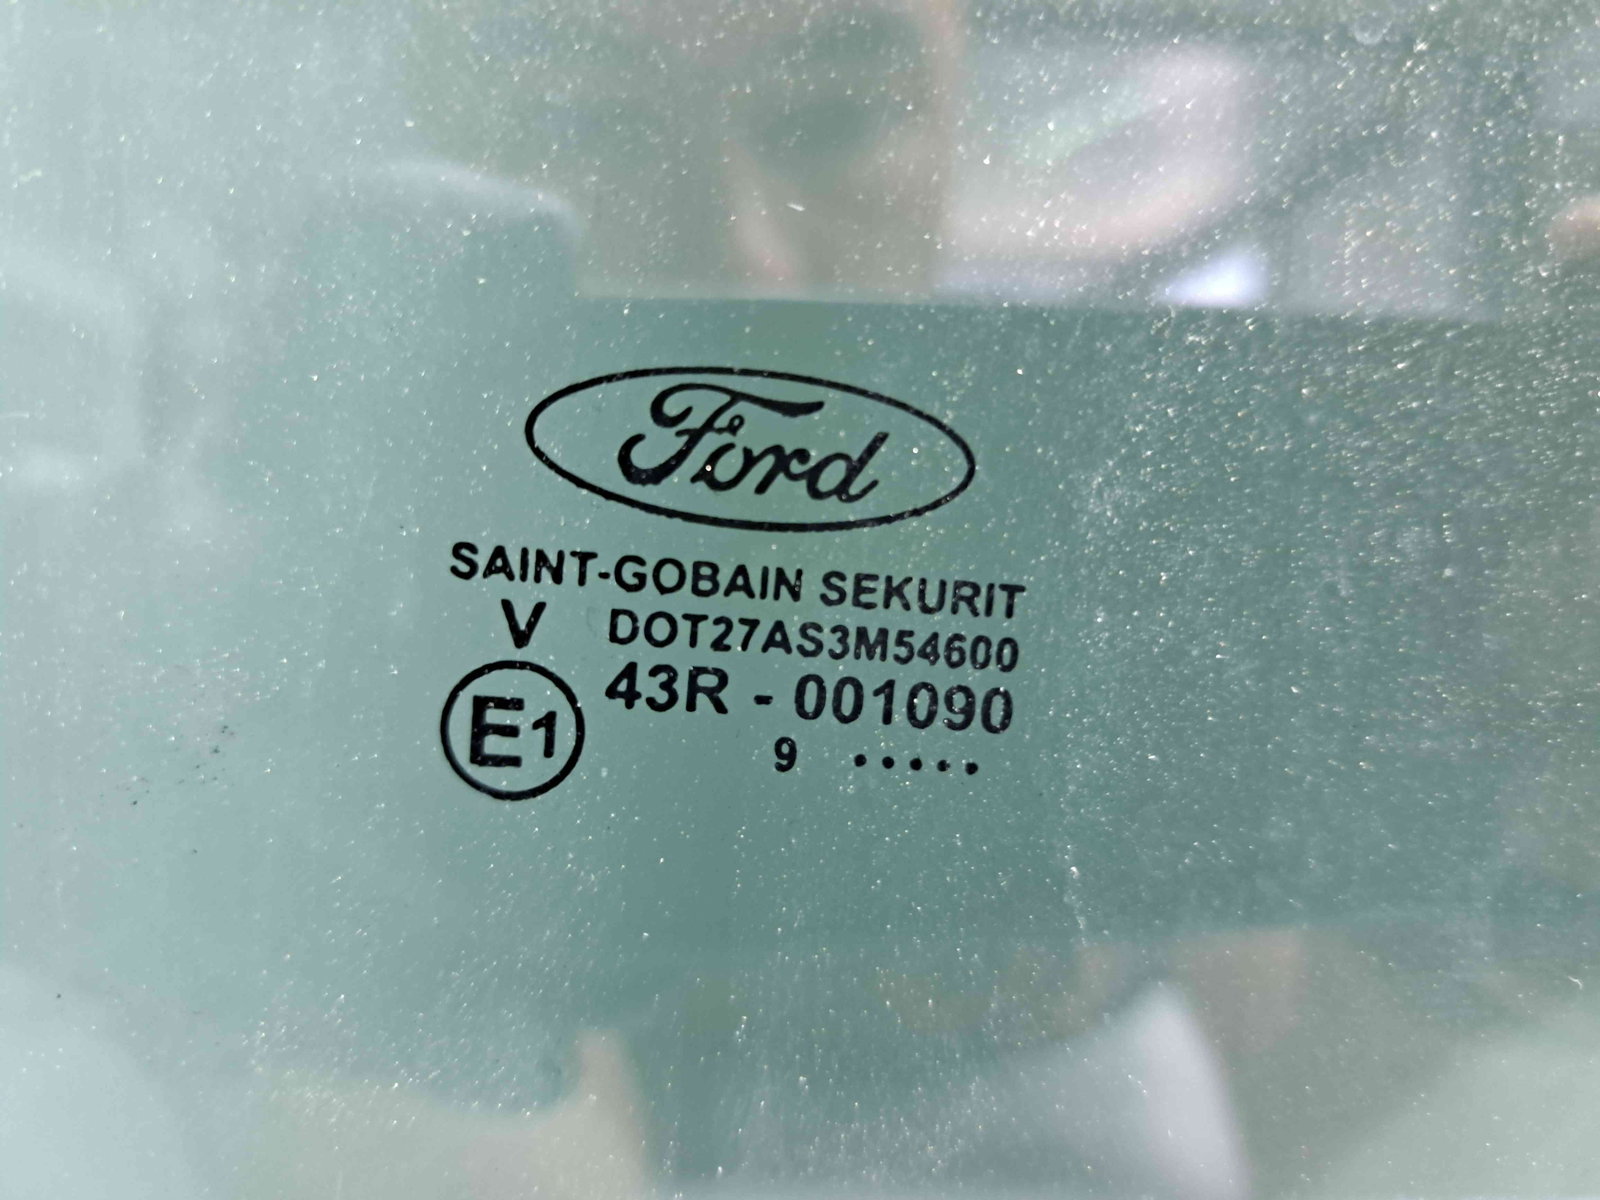 Ford
SAINT-GOBAIN SEKURIT
V DOT27AS3M54600
E1 43R - 001090
9 .....